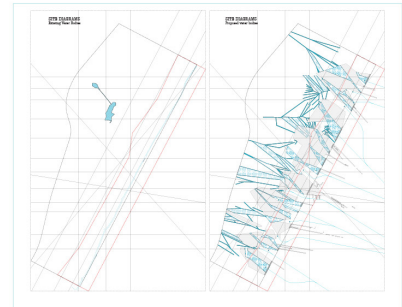 SITE DIAGRAMS
Existing Water Bodies
SITE DIAGRAMS
Proposed Water Bodies